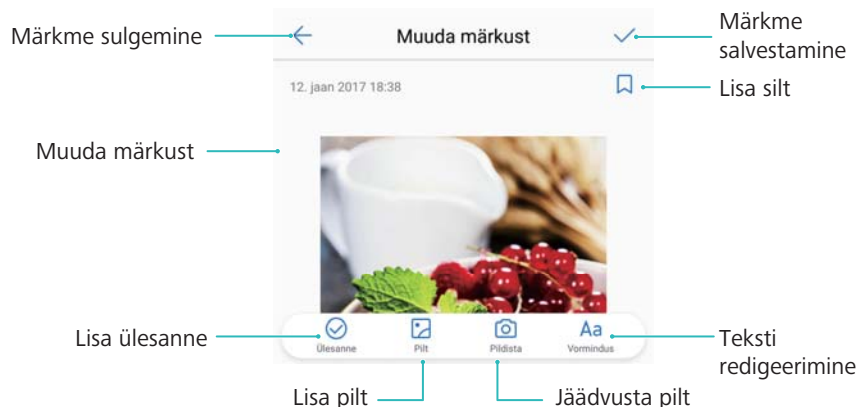 Märkme sulgemine
Muuda märkust
Märkme
salvestamine
12. jaan 2017 18:38
Lisa silt
Muuda märkust
Lisa ülesanne
Ülesanne
Pilt
Pildista
Aa
Vormindus
Teksti
redigeerimine
Lisa pilt
Jäädvusta pilt